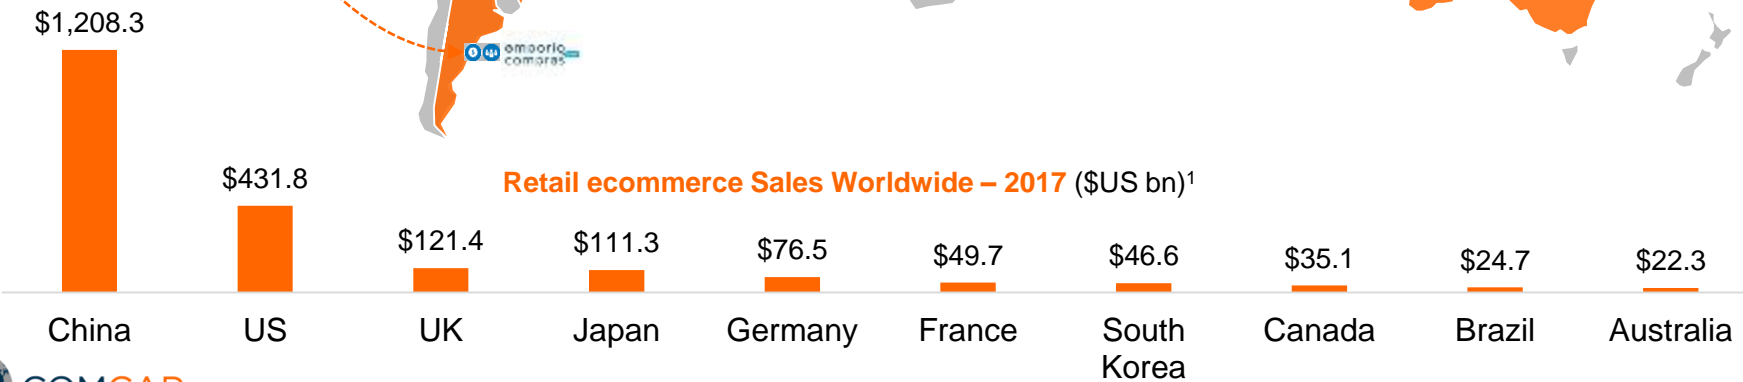 $1,208.3
emporio
compras
$431.8
Retail ecommerce Sales Worldwide – 2017 ($US bn)¹
$121.4
$111.3
$76.5
$49.7
$46.6
$35.1
$24.7
$22.3
China
US
UK
Japan
Germany
France
South
Korea
Canada
Brazil
Australia